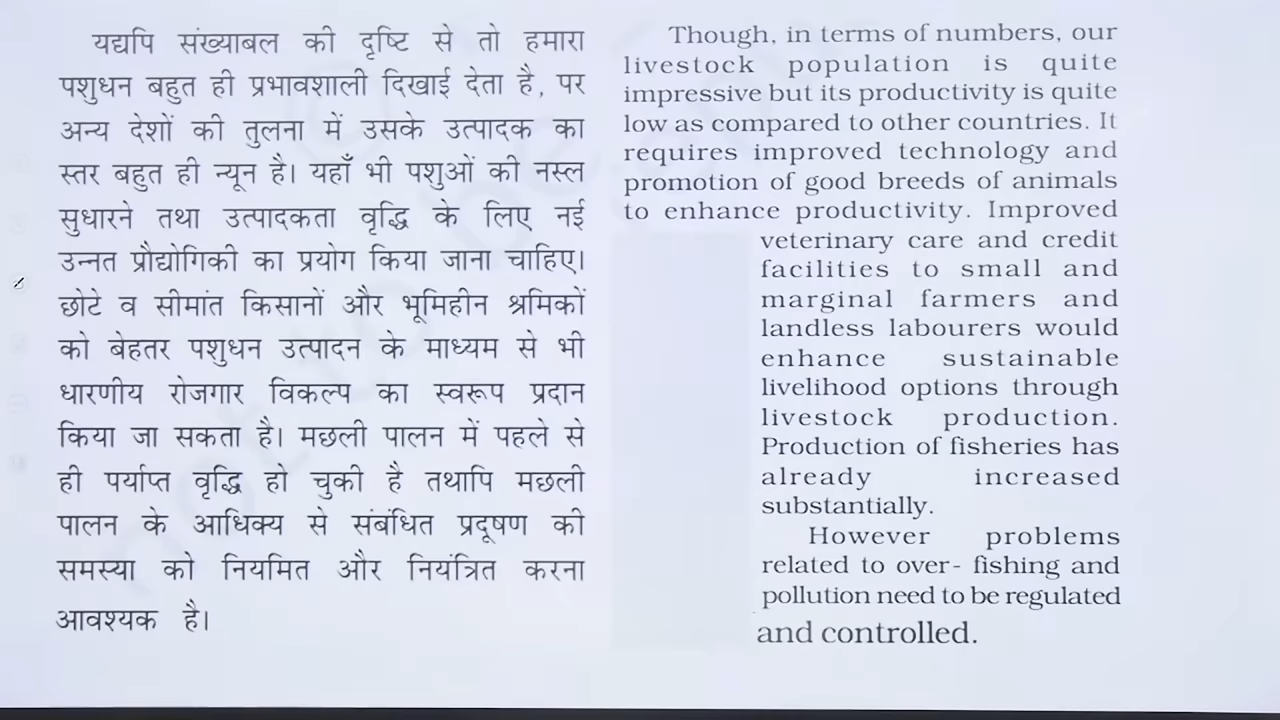 यद्यपि संख्याबल की दृष्टि से तो हमारा
पशुधन बहुत ही प्रभावशाली दिखाई देता है, पर
अन्य देशों की तुलना में उसके उत्पादक का
स्तर बहुत ही न्यून है। यहाँ भी पशुओं की नस्ल
सुधारने तथा उत्पादकता वृद्धि के लिए नई
उन्नत प्रौद्योगिकी का प्रयोग किया जाना चाहिए।
छोटे व सीमांत किसानों और भूमिहीन श्रमिकों
को बेहतर पशुधन उत्पादन के माध्यम से भी
धारणीय रोजगार विकल्प का स्वरूप प्रदान
किया जा सकता है। मछली पालन में पहले से
ही पर्याप्त वृद्धि हो चुकी है तथापि मछली
पालन के आधिक्य से संबंधित प्रदूषण की
समस्या को नियमित और नियंत्रित करना
आवश्यक है।
Though, in terms of numbers, our
livestock population is quite
impressive but its productivity is quite
low as compared to other countries. It
requires improved technology and
promotion of good breeds of animals
to enhance productivity. Improved
veterinary care and credit
facilities to small and
marginal farmers and
landless labourers would
enhance sustainable
livelihood options through
livestock production.
Production of fisheries has
already increased
substantially.
However problems
related to over- fishing and
pollution need to be regulated
and controlled.